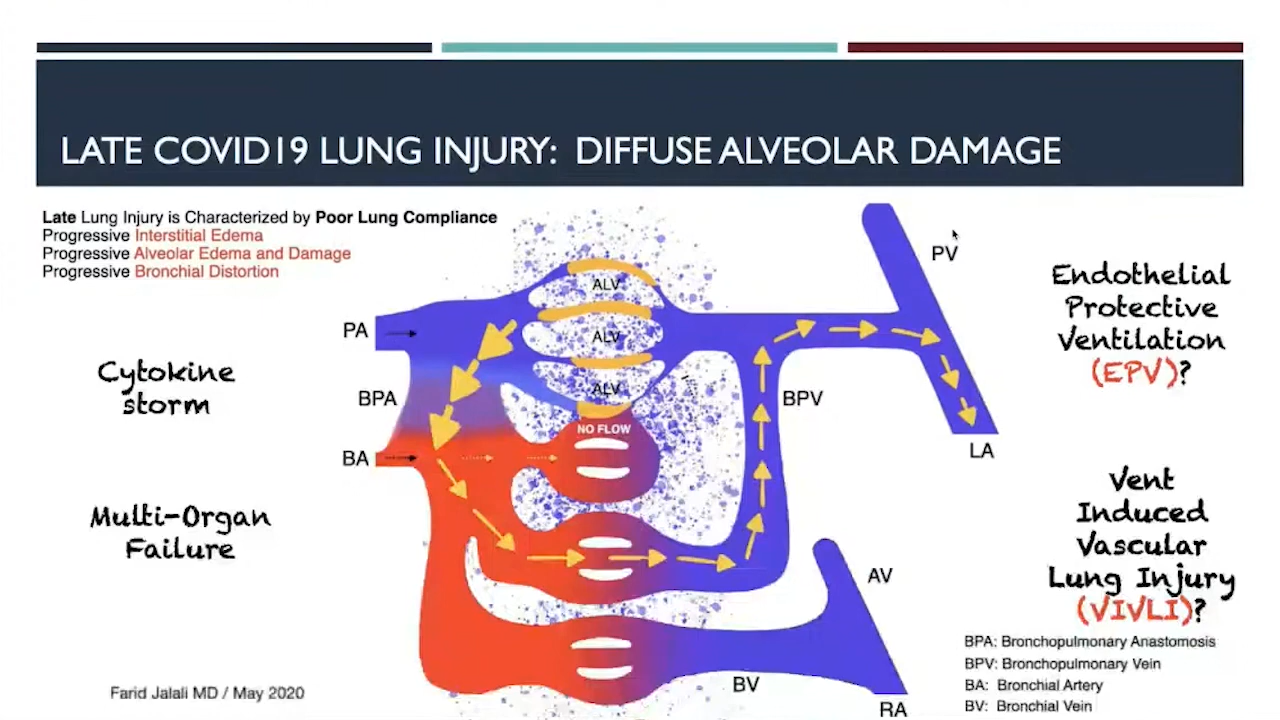 LATE COVID19 LUNG INJURY: DIFFUSE ALVEOLAR DAMAGE
Late Lung Injury is Characterized by Poor Lung Compliance
Progressive Interstitial Edema
Progressive Alveolar Edema and Damage
Progressive Bronchial Distortion
Cytokine
storm
Multi-Organ
Failure
Farid Jalali MD / May 2020
PA
BPA
BA
ALV
ALV
ALV
NO FLOW
BPV
PV
LA
AV
BV
RA
Endothelial
Protective
Ventilation
(EPV)?
Vent
Induced
Vascular
Lung Injury
(VIVLI)?
BPA: Bronchopulmonary Anastomosis
BPV: Bronchopulmonary Vein
BA: Bronchial Artery
BV: Bronchial Vein